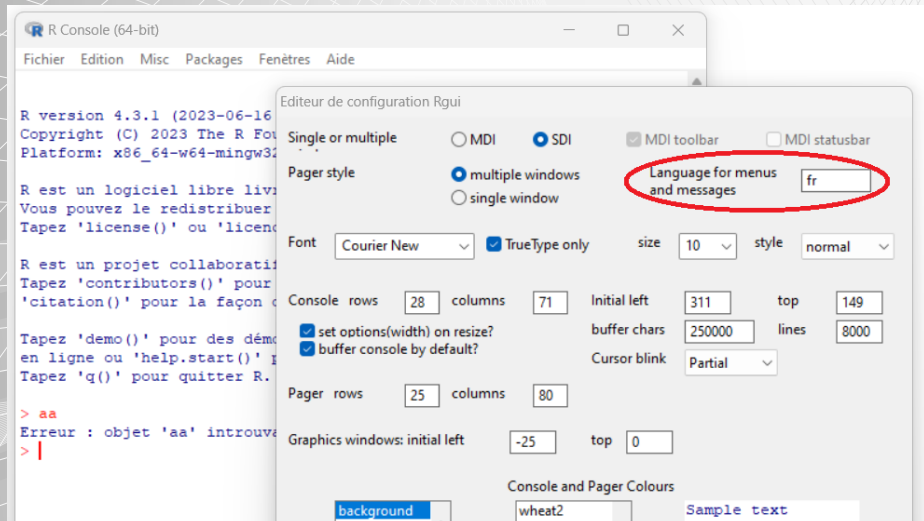 R Console (64-bit)
Fichier Edition Misc Packages Fenêtres Aide
R version 4.3.1 (2023-06-16
Copyright (C) 2023 The R Fou
Platform: x86_64-w64-mingw32
R est un logiciel libre livr
Vous pouvez le redistribuer
Tapez 'license()' ou 'licenc
R est un projet collaboratif
Tapez 'contributors()' pour
'citation()' pour la façon
Tapez 'demo()' pour des dém
en ligne ou 'help.start()'
Tapez 'q()' pour quitter R.
> aa
Erreur : objet 'aa' introuva
>
Editeur de configuration Rgui
Single or multiple MDI SDI MDI toolbar MDI statusbar
Pager style multiple windows
single window
Language for menus
and messages fr
Font Courier New TrueType only size 10 style normal
Console rows 28 columns 71 Initial left 311 top 149
set options(width) on resize? buffer chars 250000 lines 8000
buffer console by default?
Cursor blink Partial
Pager rows 25 columns 80
Graphics windows: initial left -25 top 0
Console and Pager Colours
background wheat2 Sample text